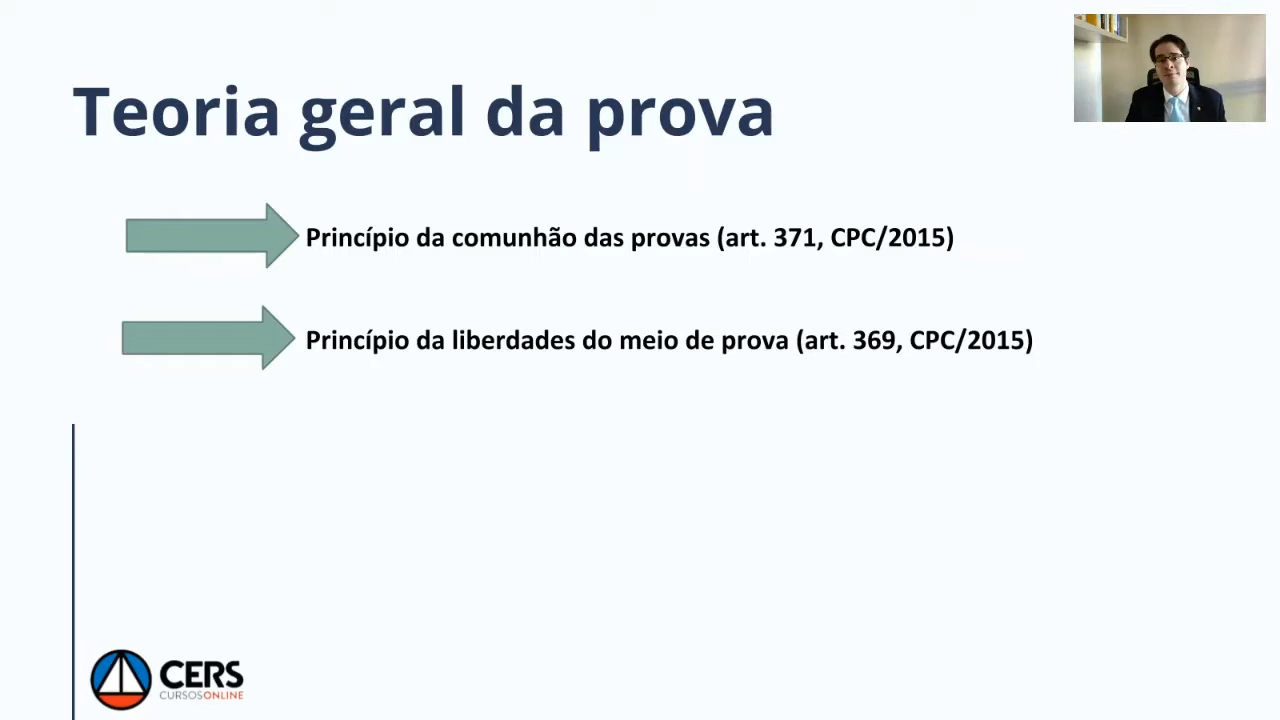 Teoria geral da prova
Princípio da comunhão das provas (art. 371, CPC/2015)
Princípio da liberdades do meio de prova (art. 369, CPC/2015)
CERS
CURSOSONLINE